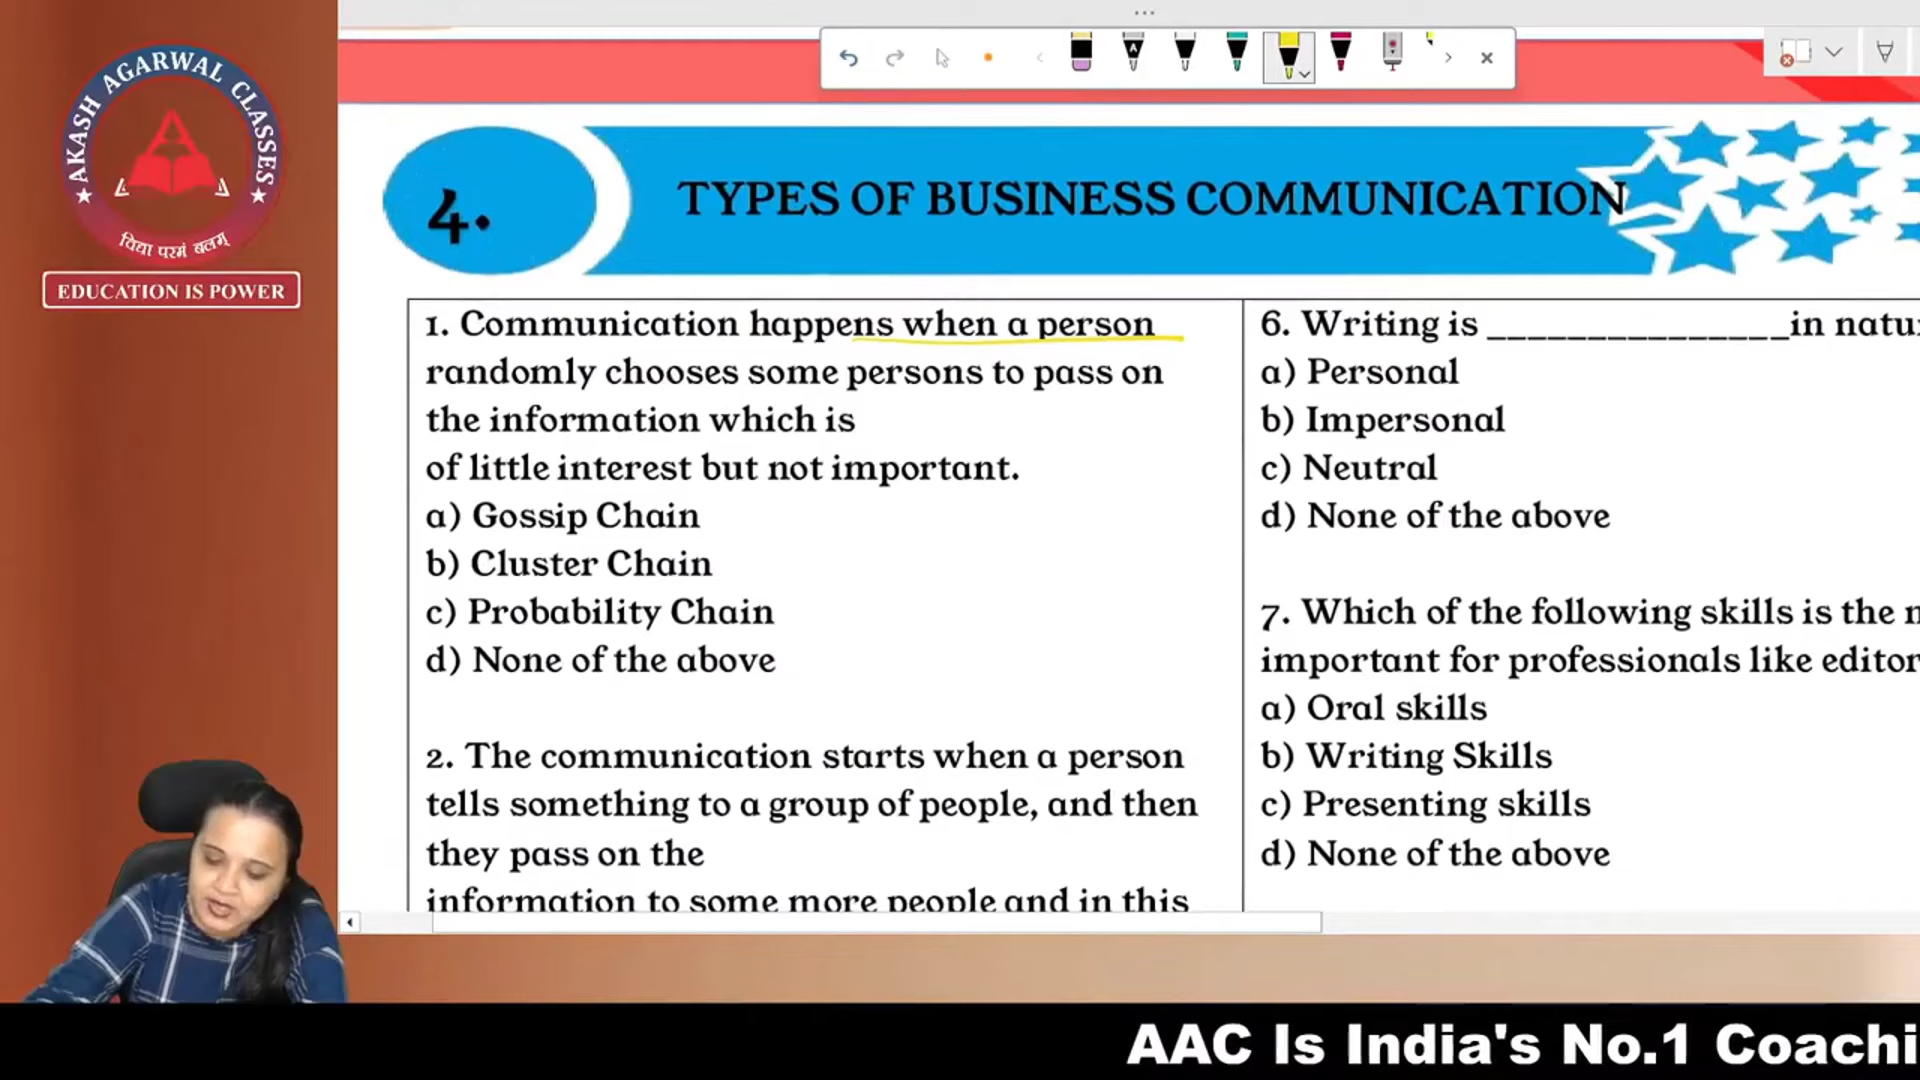 AKASH AGARWAL CLASSES
विद्या परमं बलम्
EDUCATION IS POWER
4.
TYPES OF BUSINESS COMMUNICATION
1. Communication happens when a person
randomly chooses some persons to pass on
the information which is
of little interest but not important.
a) Gossip Chain
b) Cluster Chain
c) Probability Chain
d) None of the above
2. The communication starts when a person
tells something to a group of people, and then
they pass on the
information to some more people and in this
6. Writing is _______________in natu
a) Personal
b) Impersonal
c) Neutral
d) None of the above
7. Which of the following skills is the
important for professionals like editor
a) Oral skills
b) Writing Skills
c) Presenting skills
d) None of the above
AAC Is India's No.1 Coachi